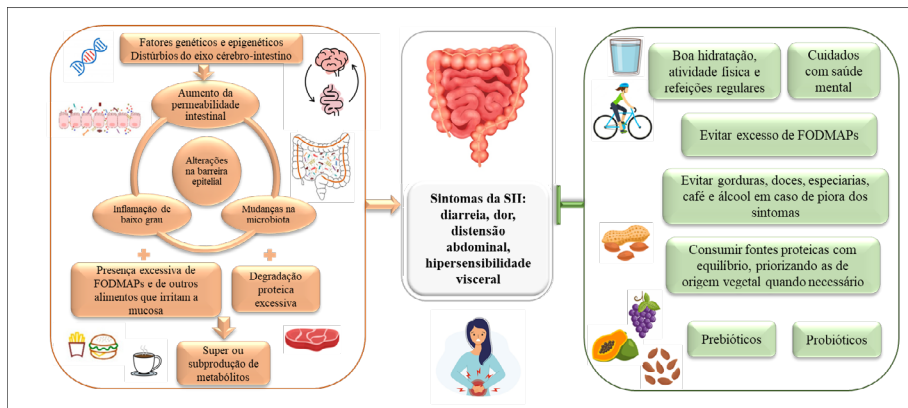 Fatores genéticos e epigenéticos
Distúrbios do eixo cérebro-intestino
Aumento da
permeabilidade
intestinal
Alterações
na barreira
epitelial
Inflamação de
baixo grau
Mudanças na
microbiota
Presença excessiva de
FODMAPs e de outros
alimentos que irritam a
mucosa
Degradação
proteica
excessiva
Super ou
subprodução de
metabólitos
Sintomas da SII:
diarreia, dor,
distensão
abdominal,
hipersensibilidade
visceral
Boa hidratação,
atividade física e
refeições regulares
Cuidados
com saúde
mental
Evitar excesso de FODMAPs
Evitar gorduras, doces, especiarias,
café e álcool em caso de piora dos
sintomas
Consumir fontes proteicas com
equilíbrio, priorizando as de
origem vegetal quando necessário
Prebióticos
Probióticos